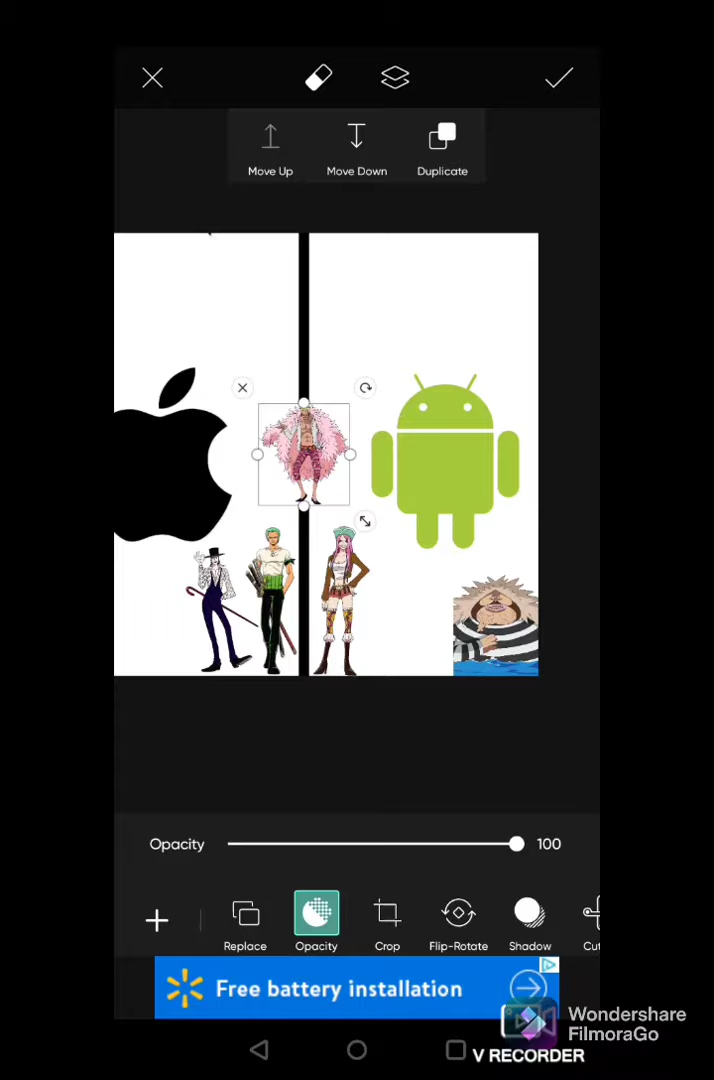 Move Up
Move Down
Duplicate
Opacity
100
Replace
Opacity
Crop
Flip-Rotate
Shadow
Cut
Free battery installation
Wondershare
FilmoraGo
V RECORDER